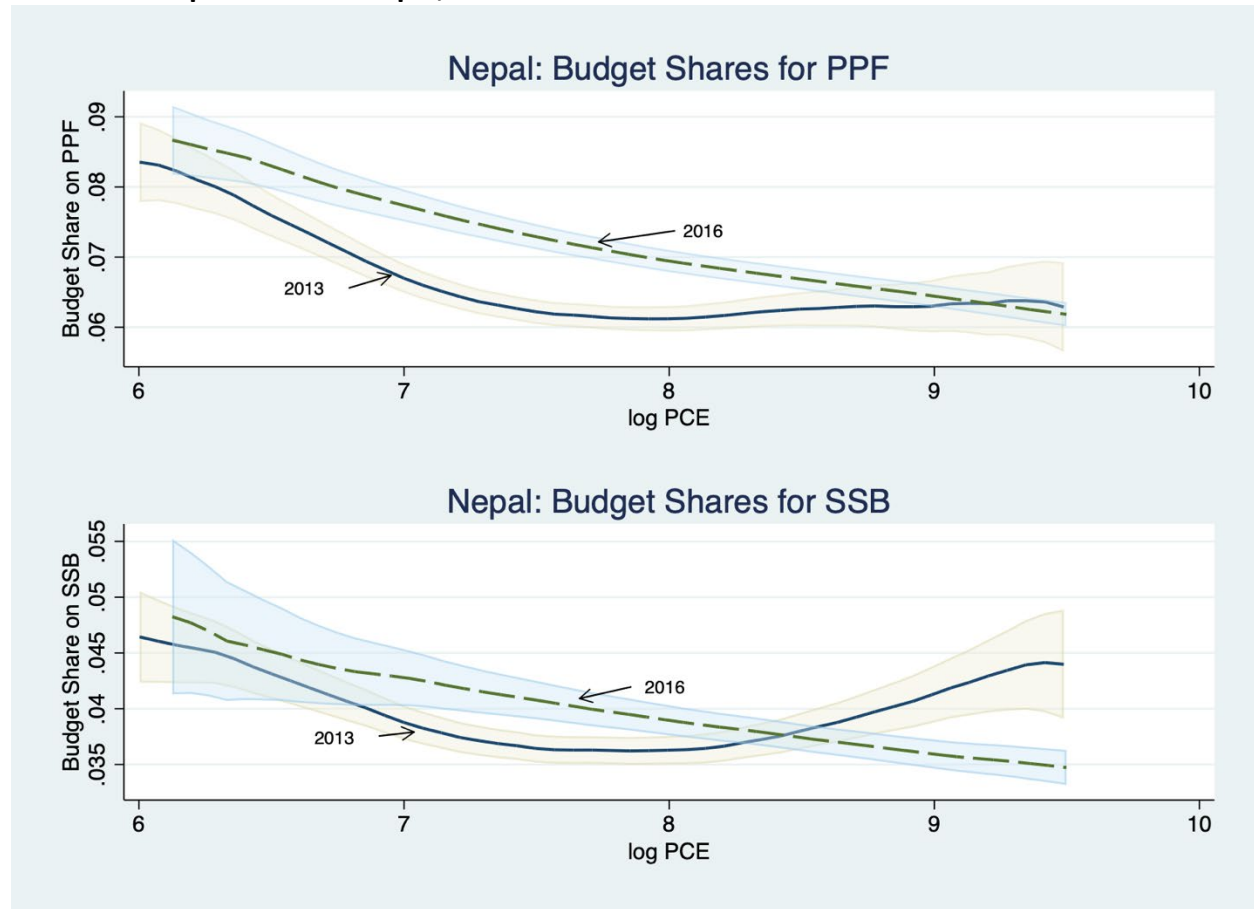 Nepal: Budget Shares for PPF
Budget Share on PPF
.09
.08
.07
.06
2016
2013
6 7 8 9 10
log PCE
Nepal: Budget Shares for SSB
Budget Share on SSB
.055
.05
.045
.04
.035
2016
2013
6 7 8 9 10
log PCE